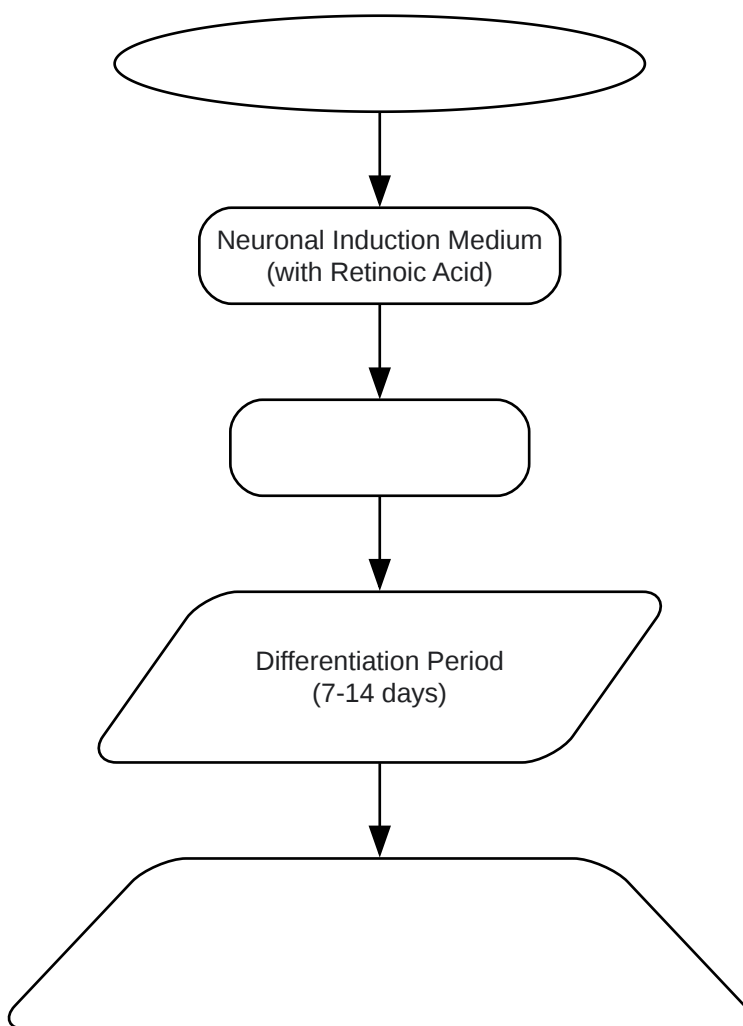 Neuronal Induction Medium
(with Retinoic Acid)
Differentiation Period
(7-14 days)